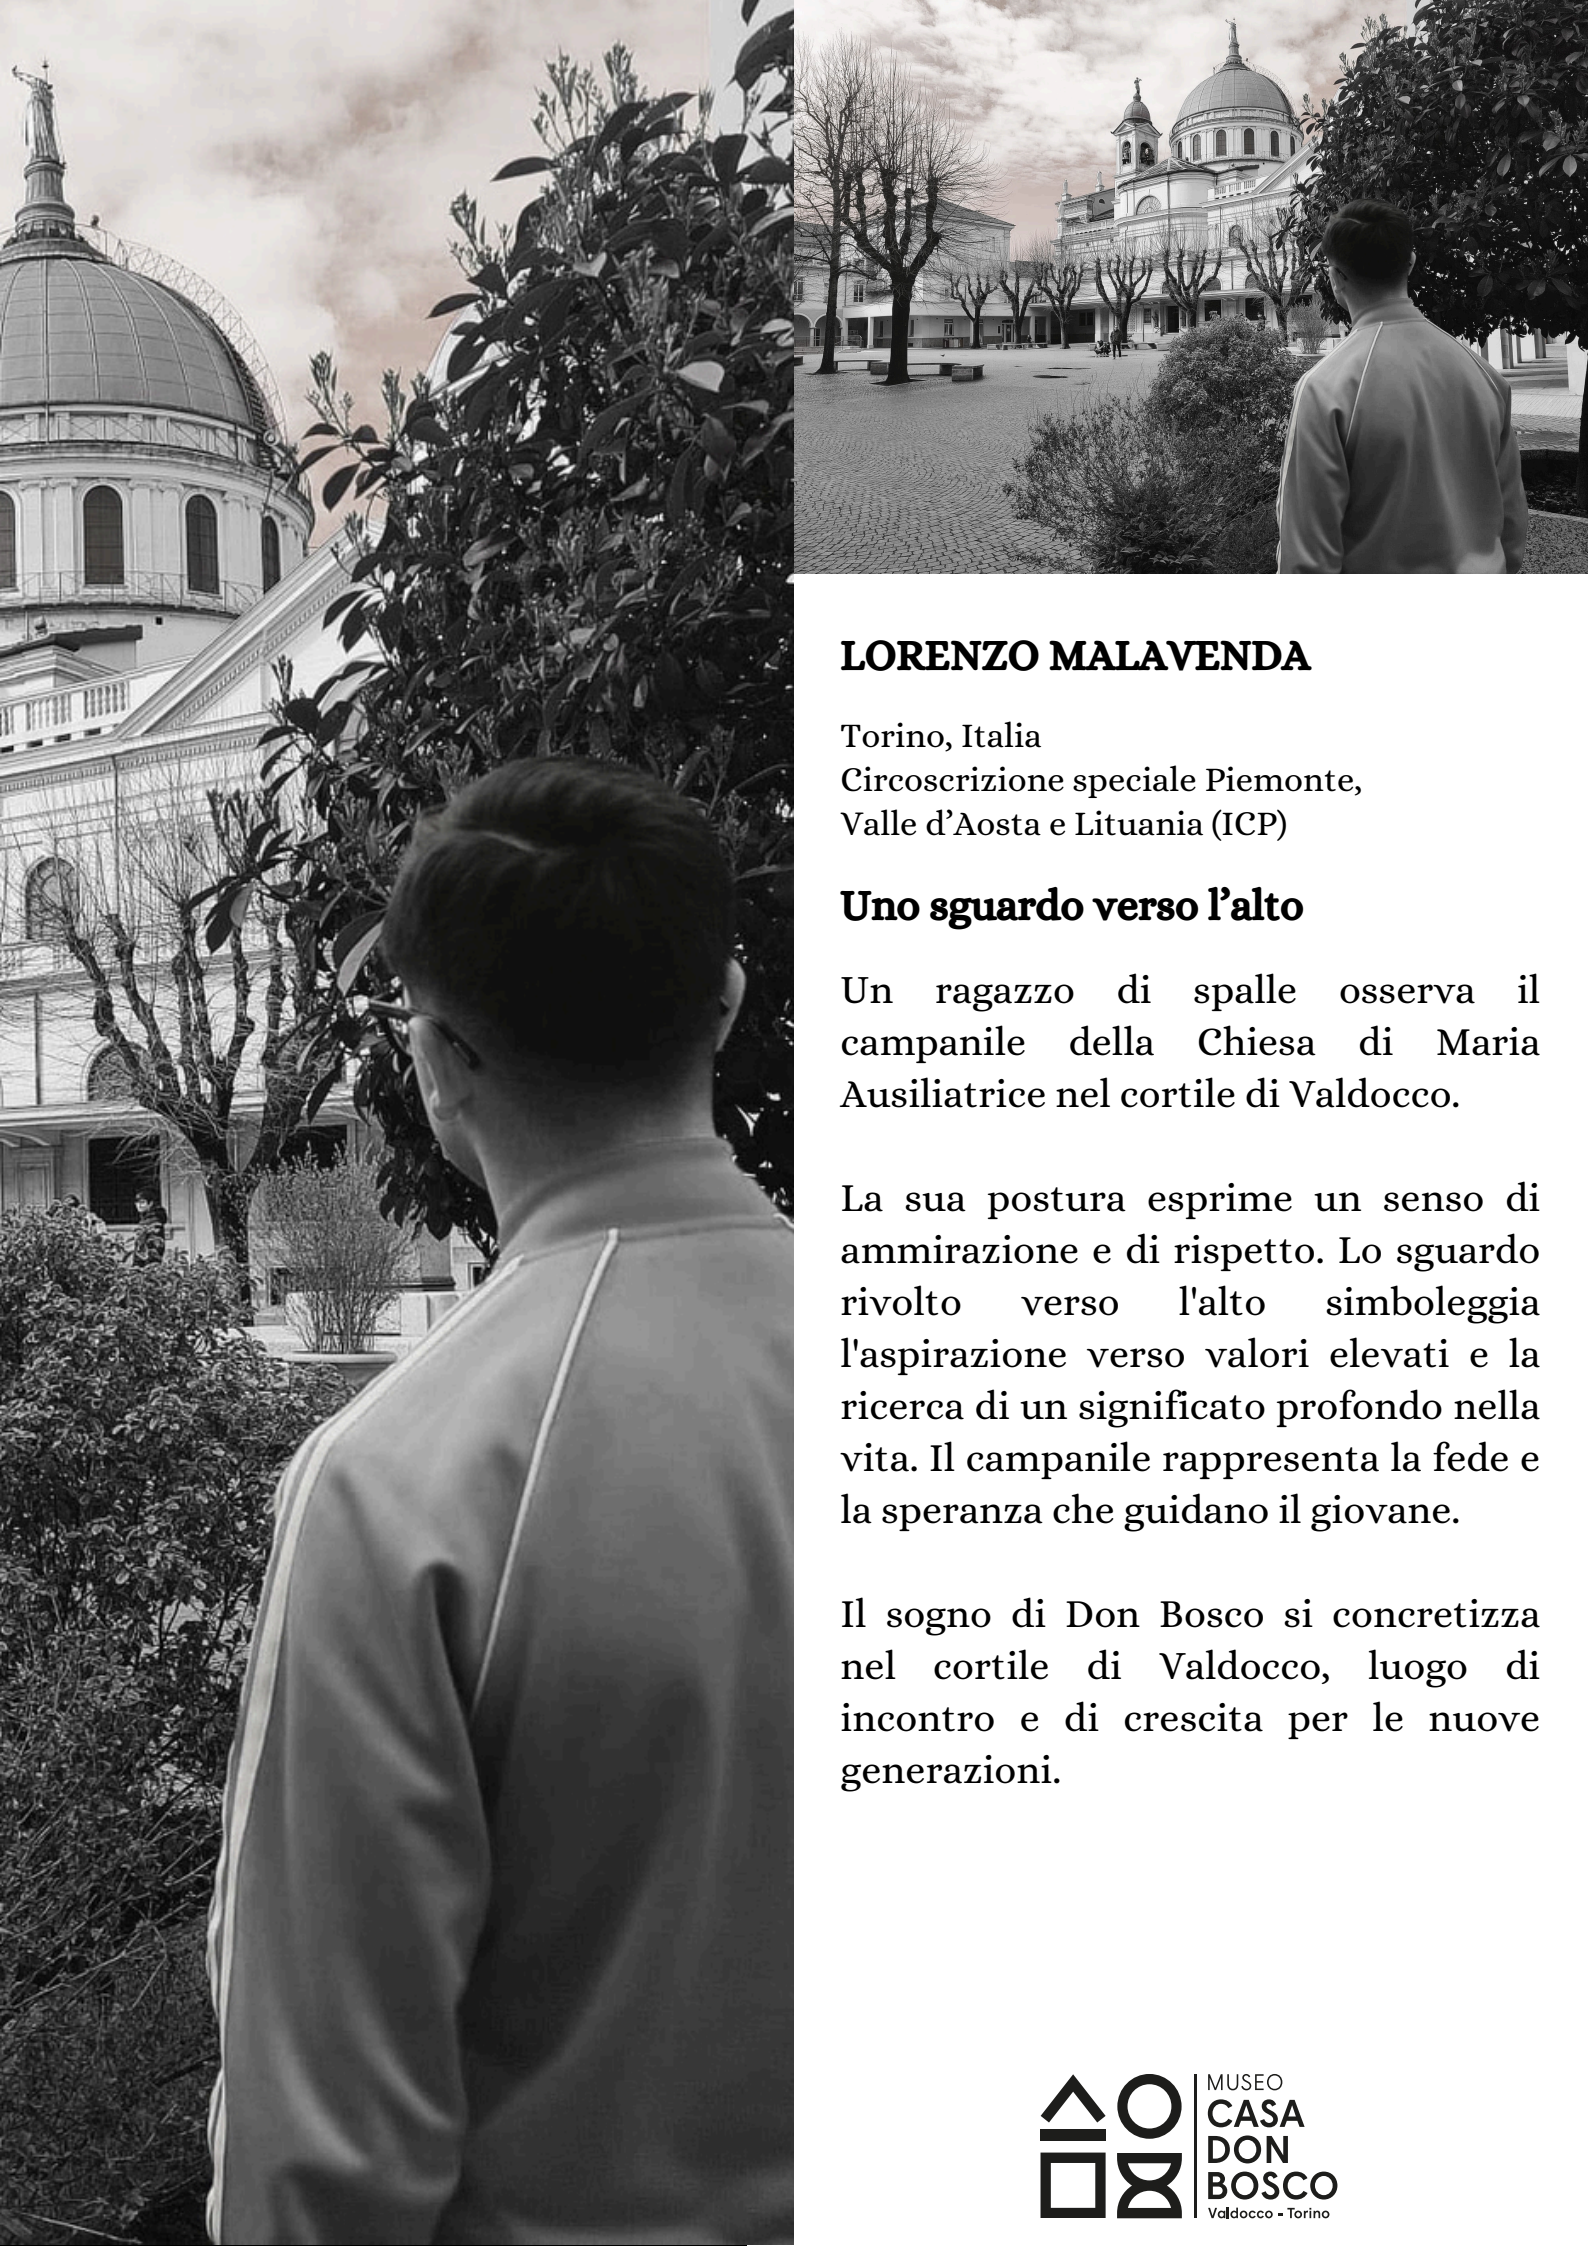 LORENZO MALAVENDA
Torino, Italia
Circoscrizione speciale Piemonte,
Valle d’Aosta e Lituania (ICP)
Uno sguardo verso l’alto
Un ragazzo di spalle osserva il
campanile della Chiesa di Maria
Ausiliatrice nel cortile di Valdocco.
La sua postura esprime un senso di
ammirazione e di rispetto. Lo sguardo
rivolto verso l'alto simboleggia
l'aspirazione verso valori elevati e la
ricerca di un significato profondo nella
vita. Il campanile rappresenta la fede e
la speranza che guidano il giovane.
Il sogno di Don Bosco si concretizza
nel cortile di Valdocco, luogo di
incontro e di crescita per le nuove
generazioni.
MUSEO
CASA
DON
BOSCO
Valdocco - Torino